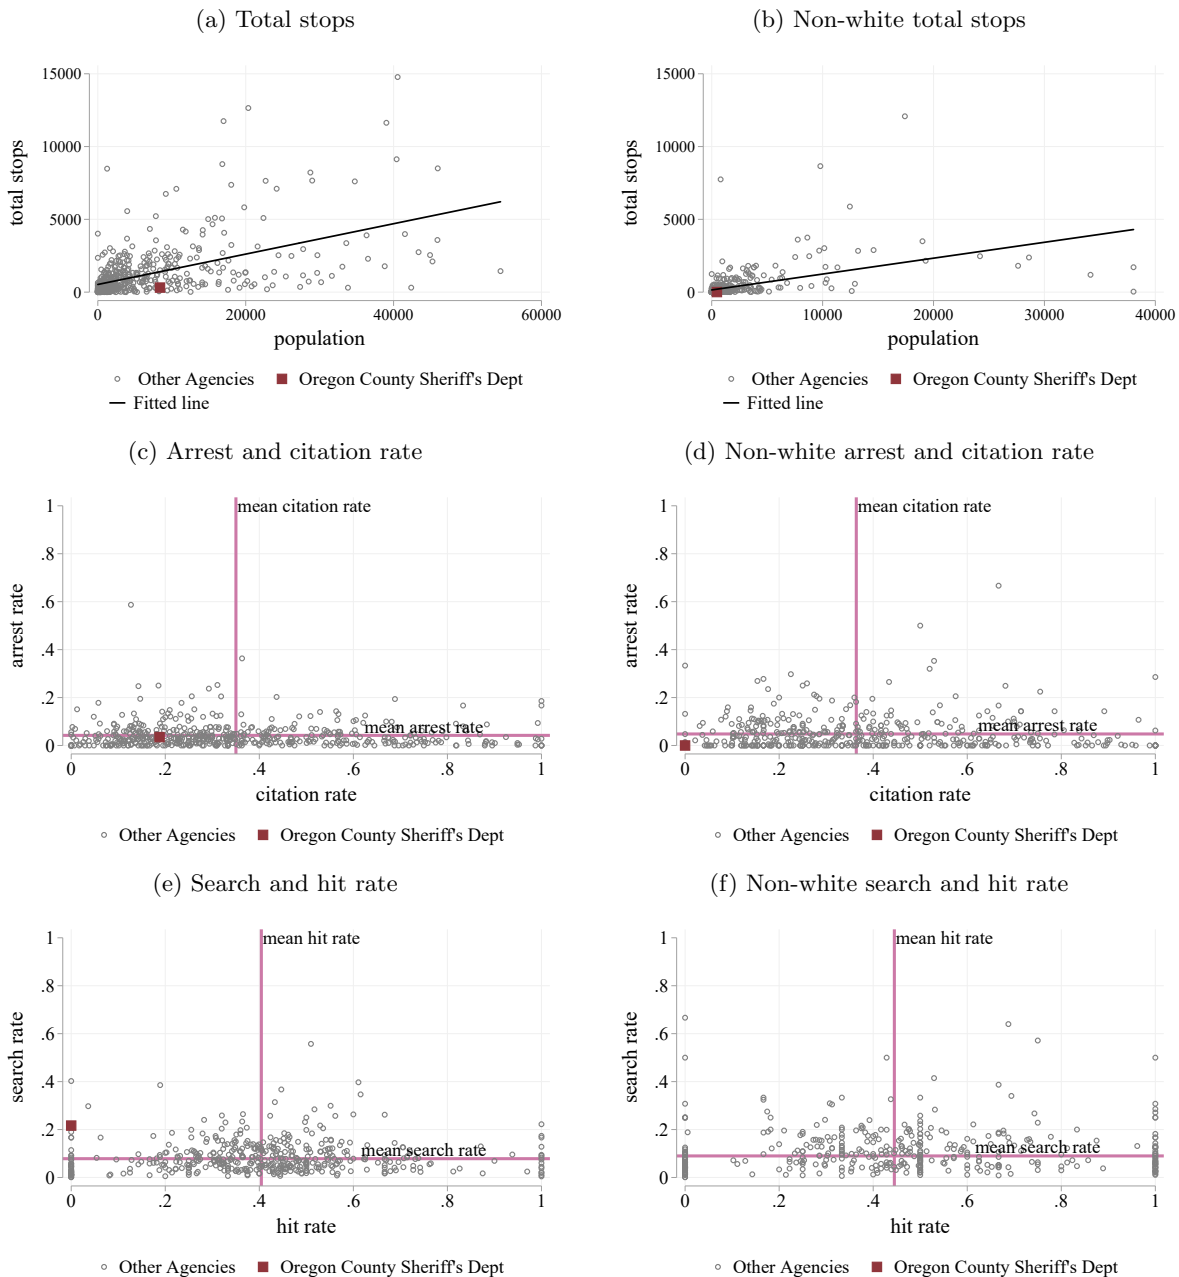 (a) Total stops
(b) Non-white total stops
15000
10000
5000
0
total stops
0 20000 40000 60000
population
Other Agencies Oregon County Sheriff's Dept
Fitted line
15000
10000
5000
0
total stops
0 10000 20000 30000 40000
population
Other Agencies Oregon County Sheriff's Dept
Fitted line
(c) Arrest and citation rate
(d) Non-white arrest and citation rate
1
.8
.6
.4
.2
0
arrest rate
mean citation rate
mean arrest rate
0 .2 .4 .6 .8 1
citation rate
Other Agencies Oregon County Sheriff's Dept
1
.8
.6
.4
.2
0
arrest rate
mean citation rate
mean arrest rate
0 .2 .4 .6 .8 1
citation rate
Other Agencies Oregon County Sheriff's Dept
(e) Search and hit rate
(f) Non-white search and hit rate
1
.8
.6
.4
.2
0
search rate
mean hit rate
mean search rate
0 .2 .4 .6 .8 1
hit rate
Other Agencies Oregon County Sheriff's Dept
1
.8
.6
.4
.2
0
search rate
mean hit rate
mean search rate
0 .2 .4 .6 .8 1
hit rate
Other Agencies Oregon County Sheriff's Dept